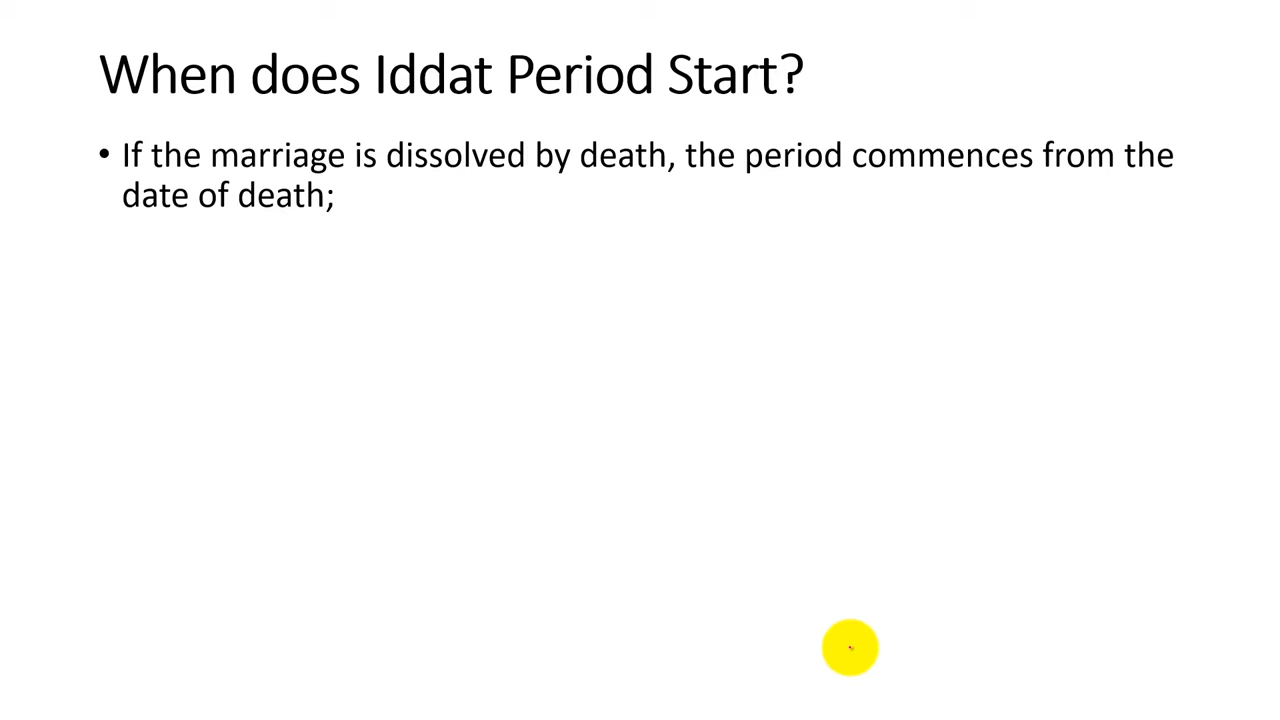 When does Iddat Period Start?
• If the marriage is dissolved by death, the period commences from the
date of death;